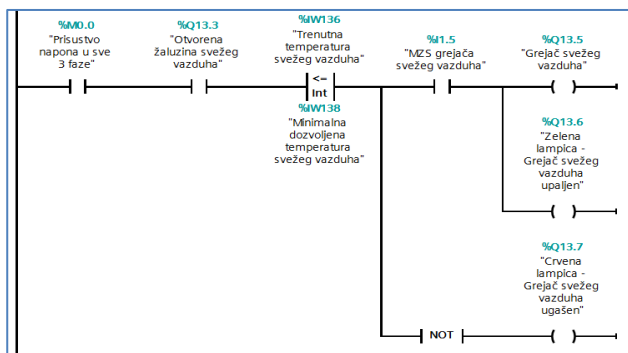 %M0.0
"Prisustvo
napona u sve
3 faze"
%Q13.3
"Otvorena
žaluzina svežeg
vazduha"
%IW136
"Trenutna
temperatura
svežeg vazduha"
<=
Int
%IW138
"Minimalna
dozvoljena
temperatura
svežeg vazduha"
%I1.5
"MZS grejača
svežeg vazduha"
%Q13.5
"Grejač svežeg
vazduha"
%Q13.6
"Zelena
lampica -
Grejač svežeg
vazduha
upaljen"
%Q13.7
"Crvena
lampica -
Grejač svežeg
vazduha
ugašen"
NOT